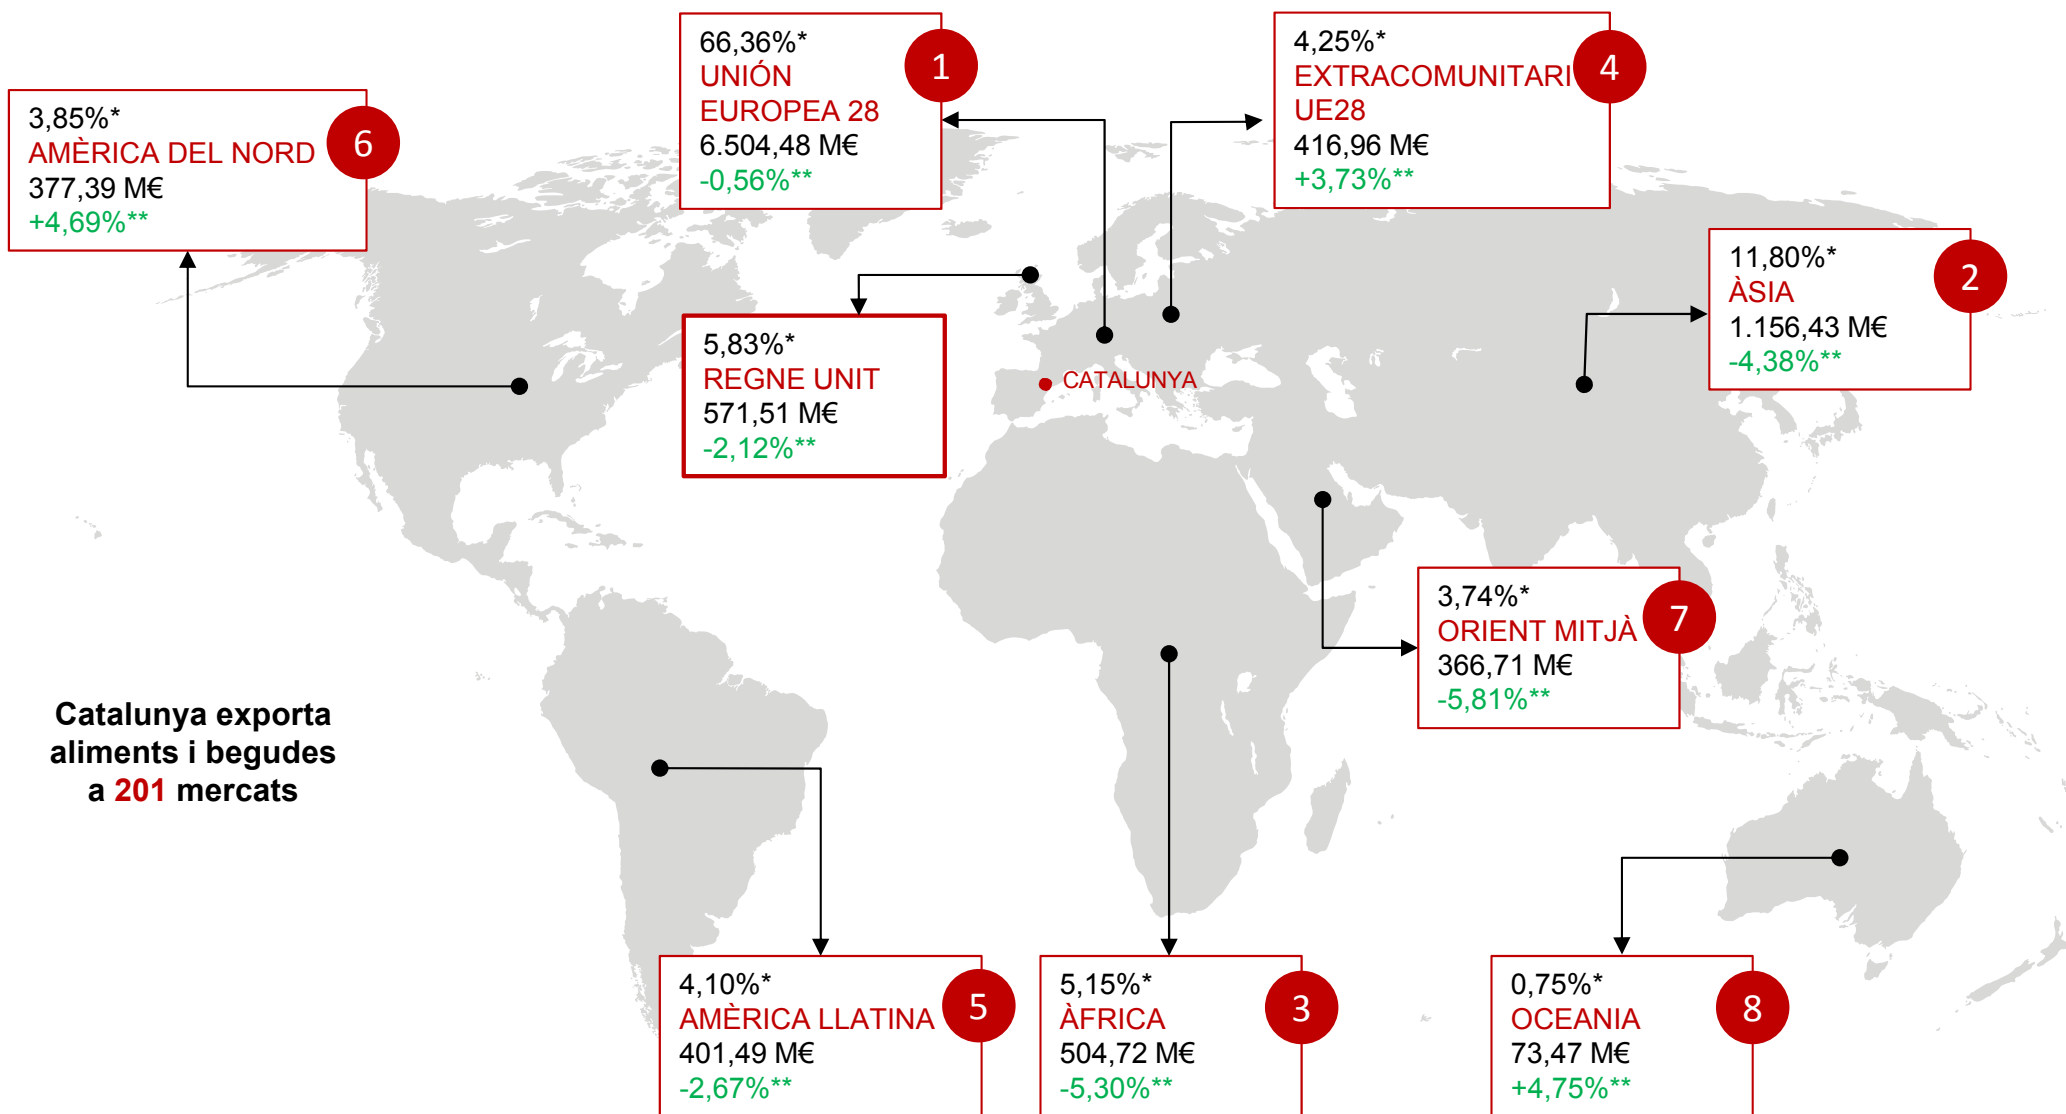 66,36%*
UNIÓN
EUROPEA 28
6.504,48 M€
-0,56%**
1
4,25%*
EXTRACOMUNITARI
UE28
416,96 M€
+3,73%**
4
3,85%*
AMÈRICA DEL NORD
377,39 M€
+4,69%**
6
11,80%*
ÀSIA
1.156,43 M€
-4,38%**
2
5,83%*
REGNE UNIT
571,51 M€
-2,12%**
CATALUNYA
3,74%*
ORIENT MITJÀ
366,71 M€
-5,81%**
7
Catalunya exporta
aliments i begudes
a 201 mercats
4,10%*
AMÈRICA LLATINA
401,49 M€
-2,67%**
5
5,15%*
ÀFRICA
504,72 M€
-5,30%**
3
0,75%*
OCEANIA
73,47 M€
+4,75%**
8